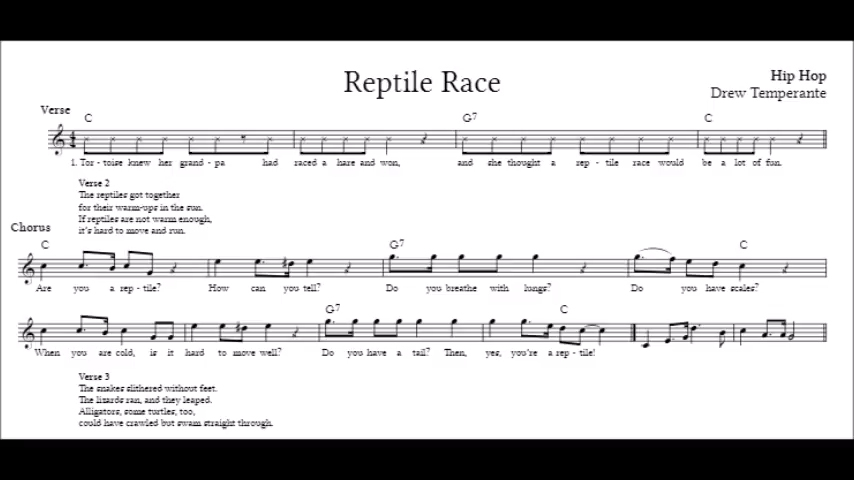 Reptile Race
Hip Hop
Drew Temperante
Verse
C G7 C
1. Tor - toise knew her grand - pa had raced a hare and won, and she thought a rep - tile race would be a lot of fun.
Verse 2
The reptiles got together
for their warm-ups in the sun.
If reptiles are not warm enough,
it's hard to move and run.
Chorus
C G7 C
Are you a rep - tile? How can you tell? Do you breathe with lungs? Do you have scales?
G7 C
When you are cold, is it hard to move well? Do you have a tail? Then, yes, you're a rep - tile!
Verse 3
The snakes slithered without feet.
The lizards ran, and they leaped.
Alligators, some turtles, too,
could have crawled but swam straight through.